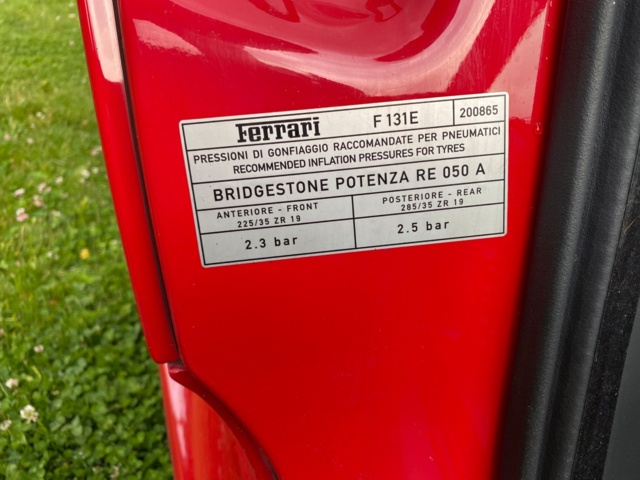 Ferrari F 131 E 200865
PRESSIONI DI GONFIAGGIO RACCOMANDATE PER PNEUMATICI
RECOMMENDED INFLATION PRESSURES FOR TYRES
BRIDGESTONE POTENZA RE 050 A
ANTERIORE - FRONT POSTERIORE - REAR
225/35 ZR 19 285/35 ZR 19
2.3 bar 2.5 bar